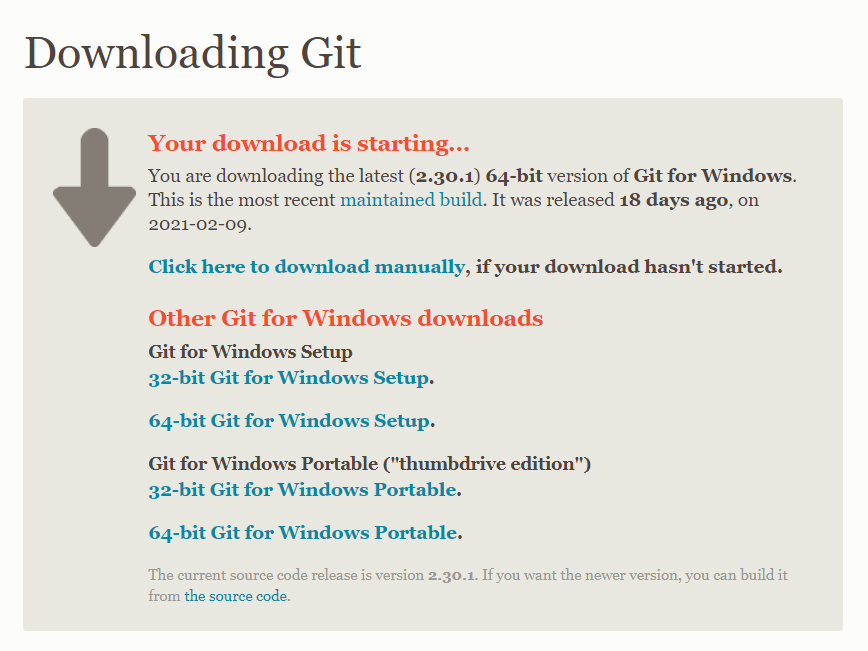 Downloading Git
Your download is starting...
You are downloading the latest (2.30.1) 64-bit version of Git for Windows.
This is the most recent maintained build. It was released 18 days ago, on
2021-02-09.
Click here to download manually, if your download hasn't started.
Other Git for Windows downloads
Git for Windows Setup
32-bit Git for Windows Setup.
64-bit Git for Windows Setup.
Git for Windows Portable ("thumbdrive edition")
32-bit Git for Windows Portable.
64-bit Git for Windows Portable.
The current source code release is version 2.30.1. If you want the newer version, you can build it
from the source code.